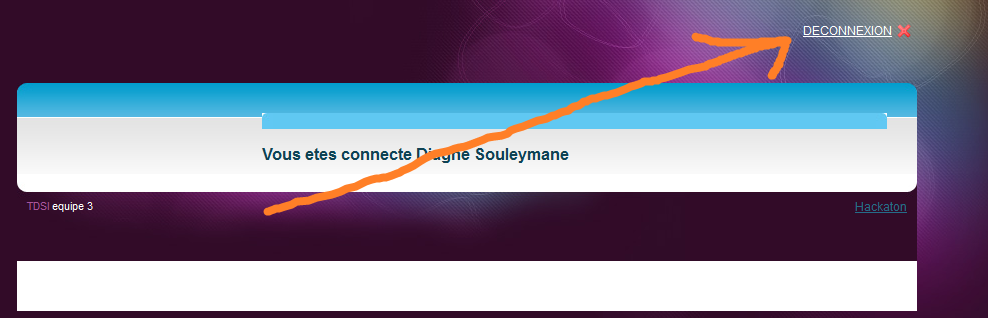 DECONNEXION
Vous etes connecte Diagne Souleymane
TDSI equipe 3
Hackaton